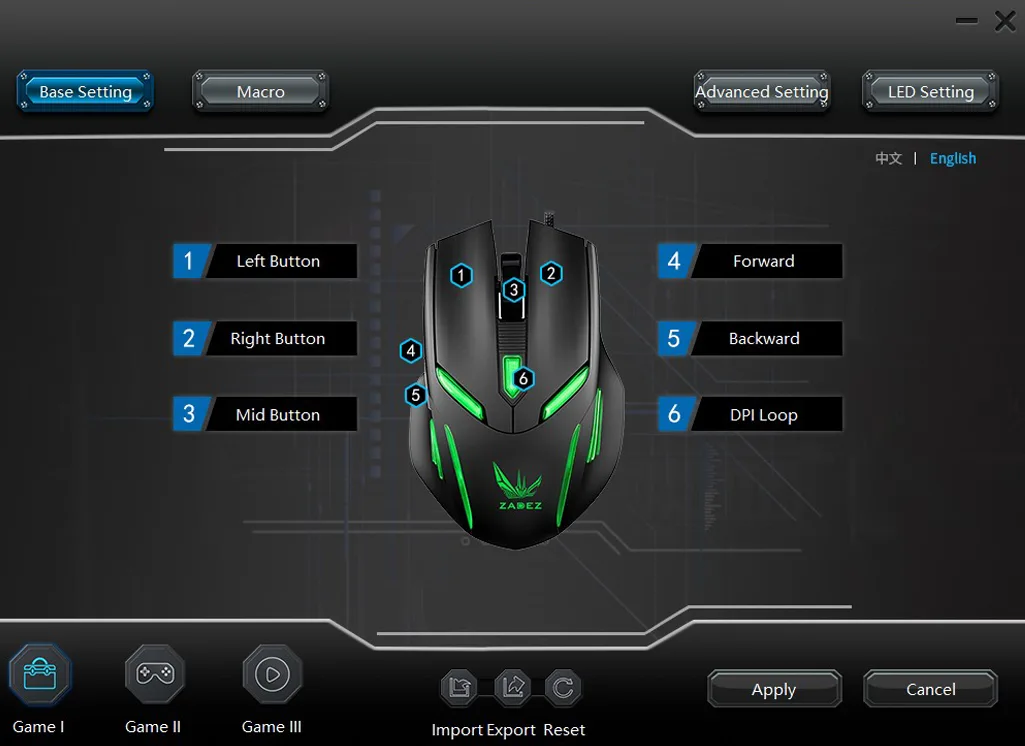 Base Setting
Macro
Advanced Setting
LED Setting
中文 | English
1 Left Button
2 Right Button
3 Mid Button
4 Forward
5 Backward
6 DPI Loop
1
2
3
4
5
6
ZADEZ
Game I
Game II
Game III
Import Export Reset
Apply
Cancel